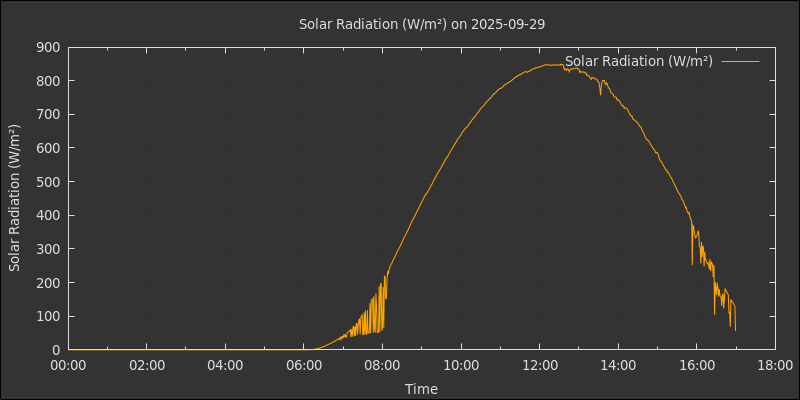 Solar Radiation (W/m²) on 2025-09-29
Solar Radiation (W/m²)
Solar Radiation (W/m²)
900
800
700
600
500
400
300
200
100
0
00:00 02:00 04:00 06:00 08:00 10:00 12:00 14:00 16:00 18:00
Time